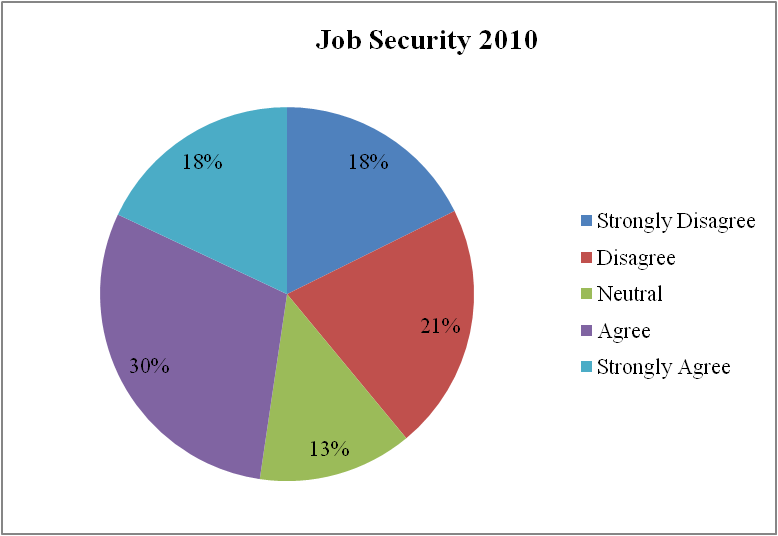 Job Security 2010
18%
18%
21%
30%
13%
Strongly Disagree
Disagree
Neutral
Agree
Strongly Agree